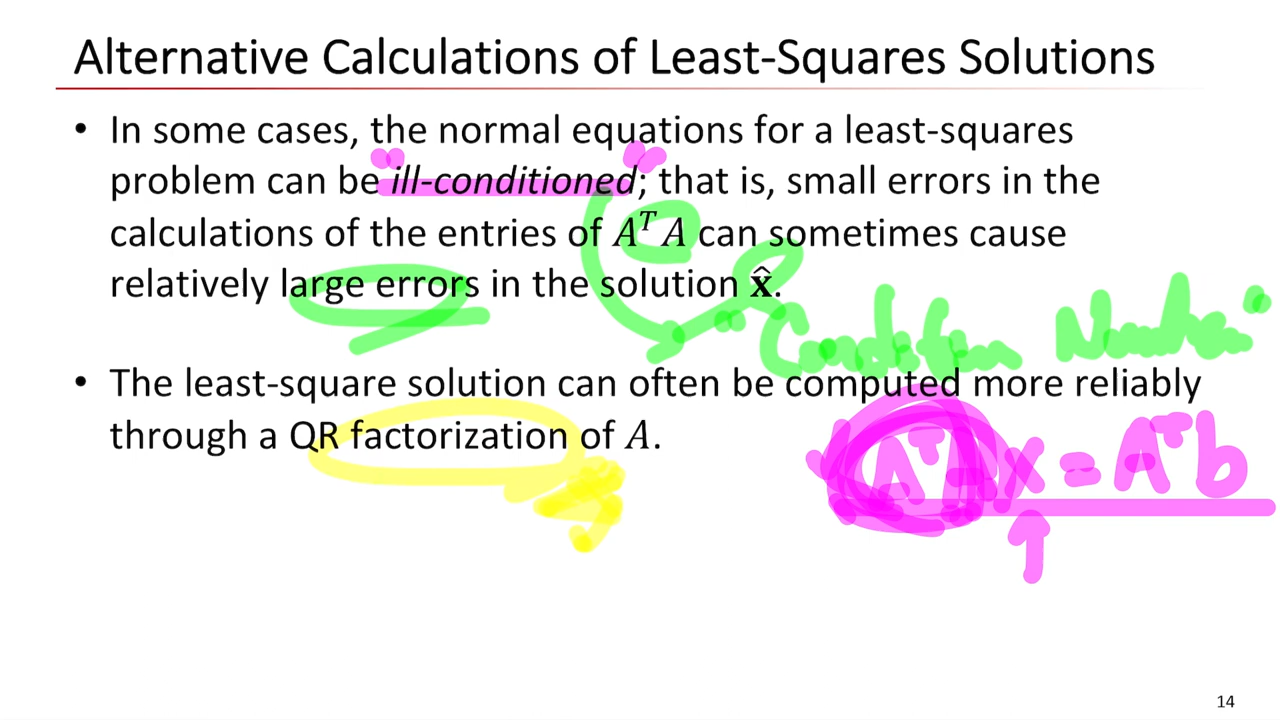 Alternative Calculations of Least-Squares Solutions
• In some cases, the normal equations for a least-squares
problem can be ill-conditioned; that is, small errors in the
calculations of the entries of AᵀA can sometimes cause
relatively large errors in the solution x̂.
"Condition Number"
• The least-square solution can often be computed more reliably
through a QR factorization of A.
AᵀAx = Aᵀb
14